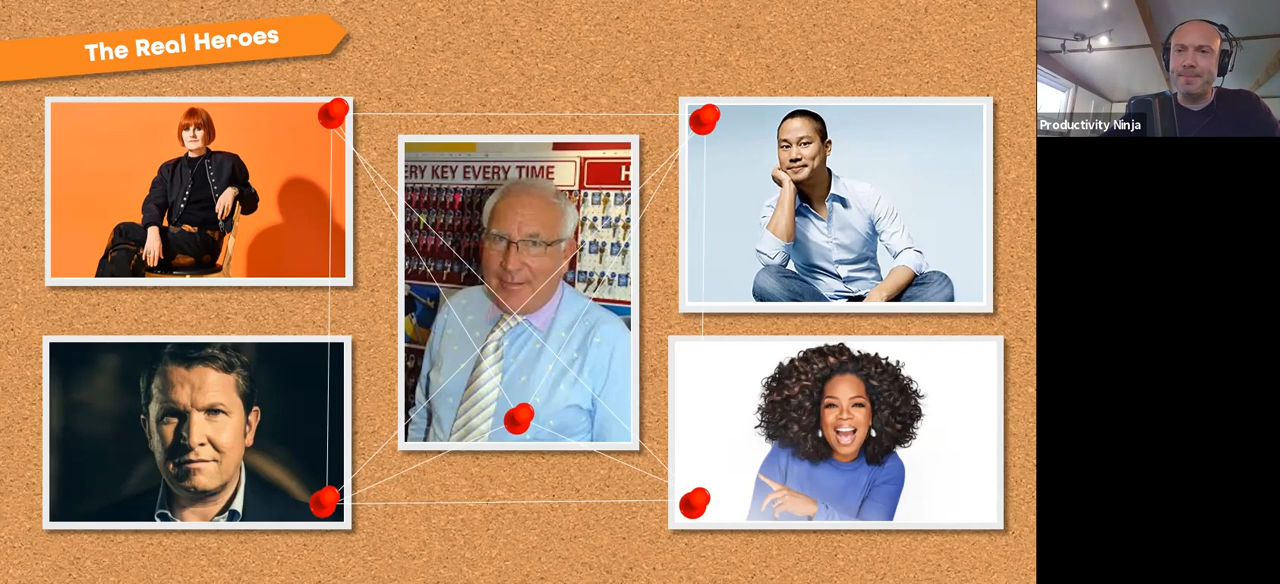 The Real Heroes
ERY KEY EVERY TIME
H
Productivity Ninja